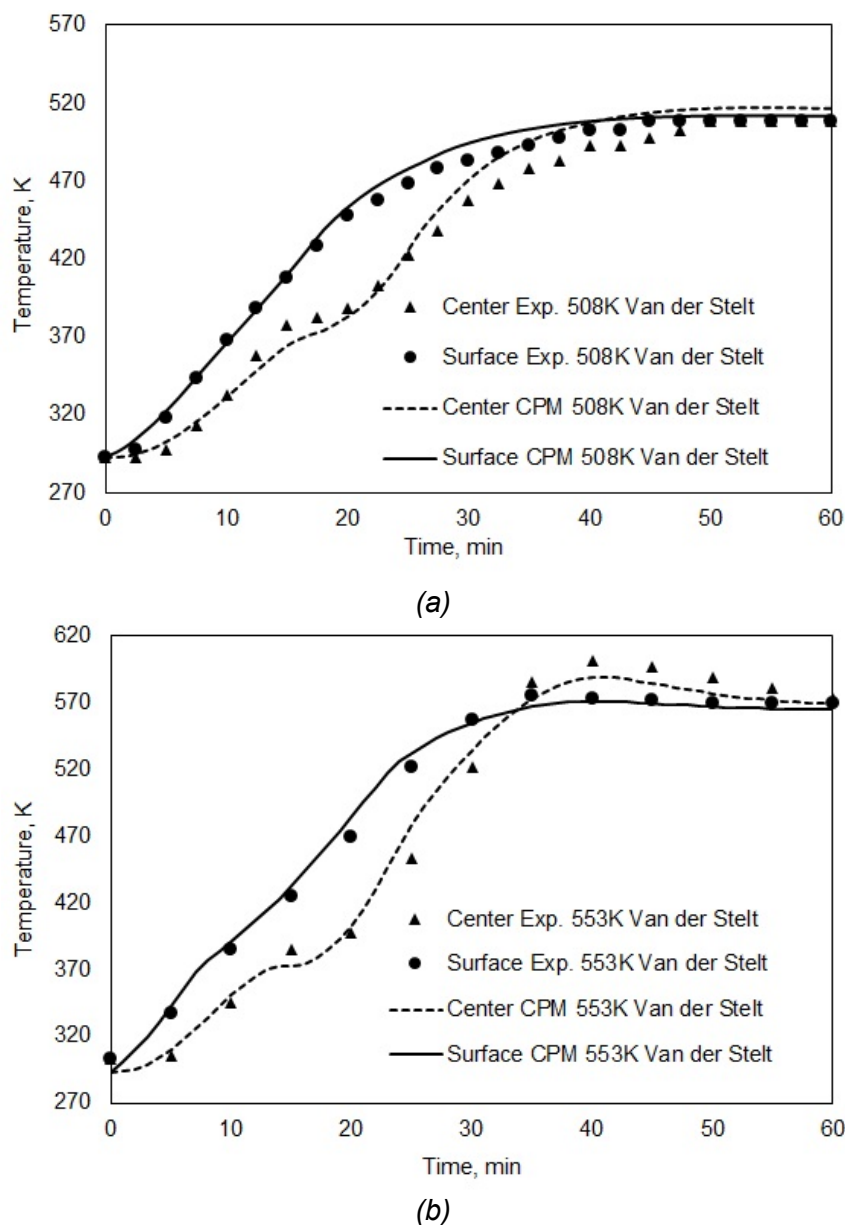 570
520
470
420
370
320
270
Temperature, K
Center Exp. 508K Van der Stelt
Surface Exp. 508K Van der Stelt
Center CPM 508K Van der Stelt
Surface CPM 508K Van der Stelt
0 10 20 30 40 50 60
Time, min
(a)
620
570
520
470
420
370
320
270
Temperature, K
Center Exp. 553K Van der Stelt
Surface Exp. 553K Van der Stelt
Center CPM 553K Van der Stelt
Surface CPM 553K Van der Stelt
0 10 20 30 40 50 60
Time, min
(b)